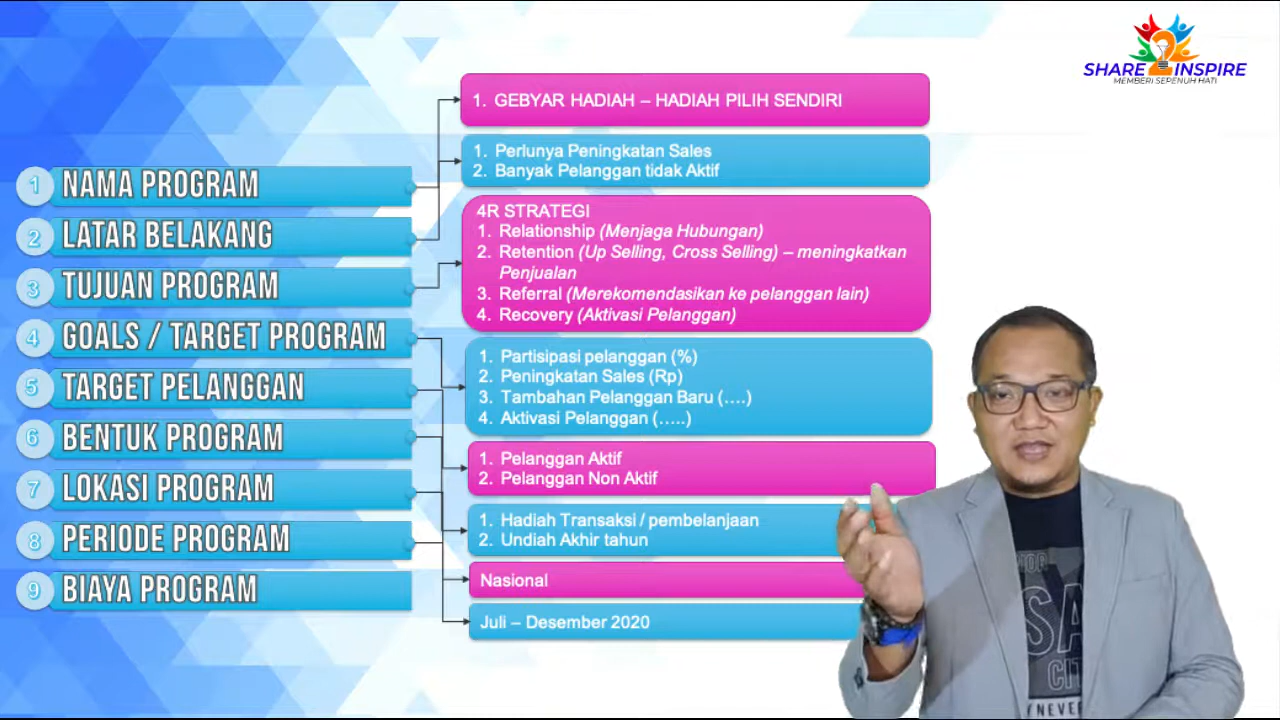 SHARE 2 INSPIRE
MEMBERI SEPENUH HATI
1 NAMA PROGRAM
2 LATAR BELAKANG
3 TUJUAN PROGRAM
4 GOALS / TARGET PROGRAM
5 TARGET PELANGGAN
6 BENTUK PROGRAM
7 LOKASI PROGRAM
8 PERIODE PROGRAM
9 BIAYA PROGRAM
1. GEBYAR HADIAH – HADIAH PILIH SENDIRI
1. Perlunya Peningkatan Sales
2. Banyak Pelanggan tidak Aktif
4R STRATEGI
1. Relationship (Menjaga Hubungan)
2. Retention (Up Selling, Cross Selling) – meningkatkan
Penjualan
3. Referral (Merekomendasikan ke pelanggan lain)
4. Recovery (Aktivasi Pelanggan)
1. Partisipasi pelanggan (%)
2. Peningkatan Sales (Rp)
3. Tambahan Pelanggan Baru (....)
4. Aktivasi Pelanggan (.....)
1. Pelanggan Aktif
2. Pelanggan Non Aktif
1. Hadiah Transaksi / pembelanjaan
2. Undiah Akhir tahun
Nasional
Juli – Desember 2020
SA
CIT
NEVER